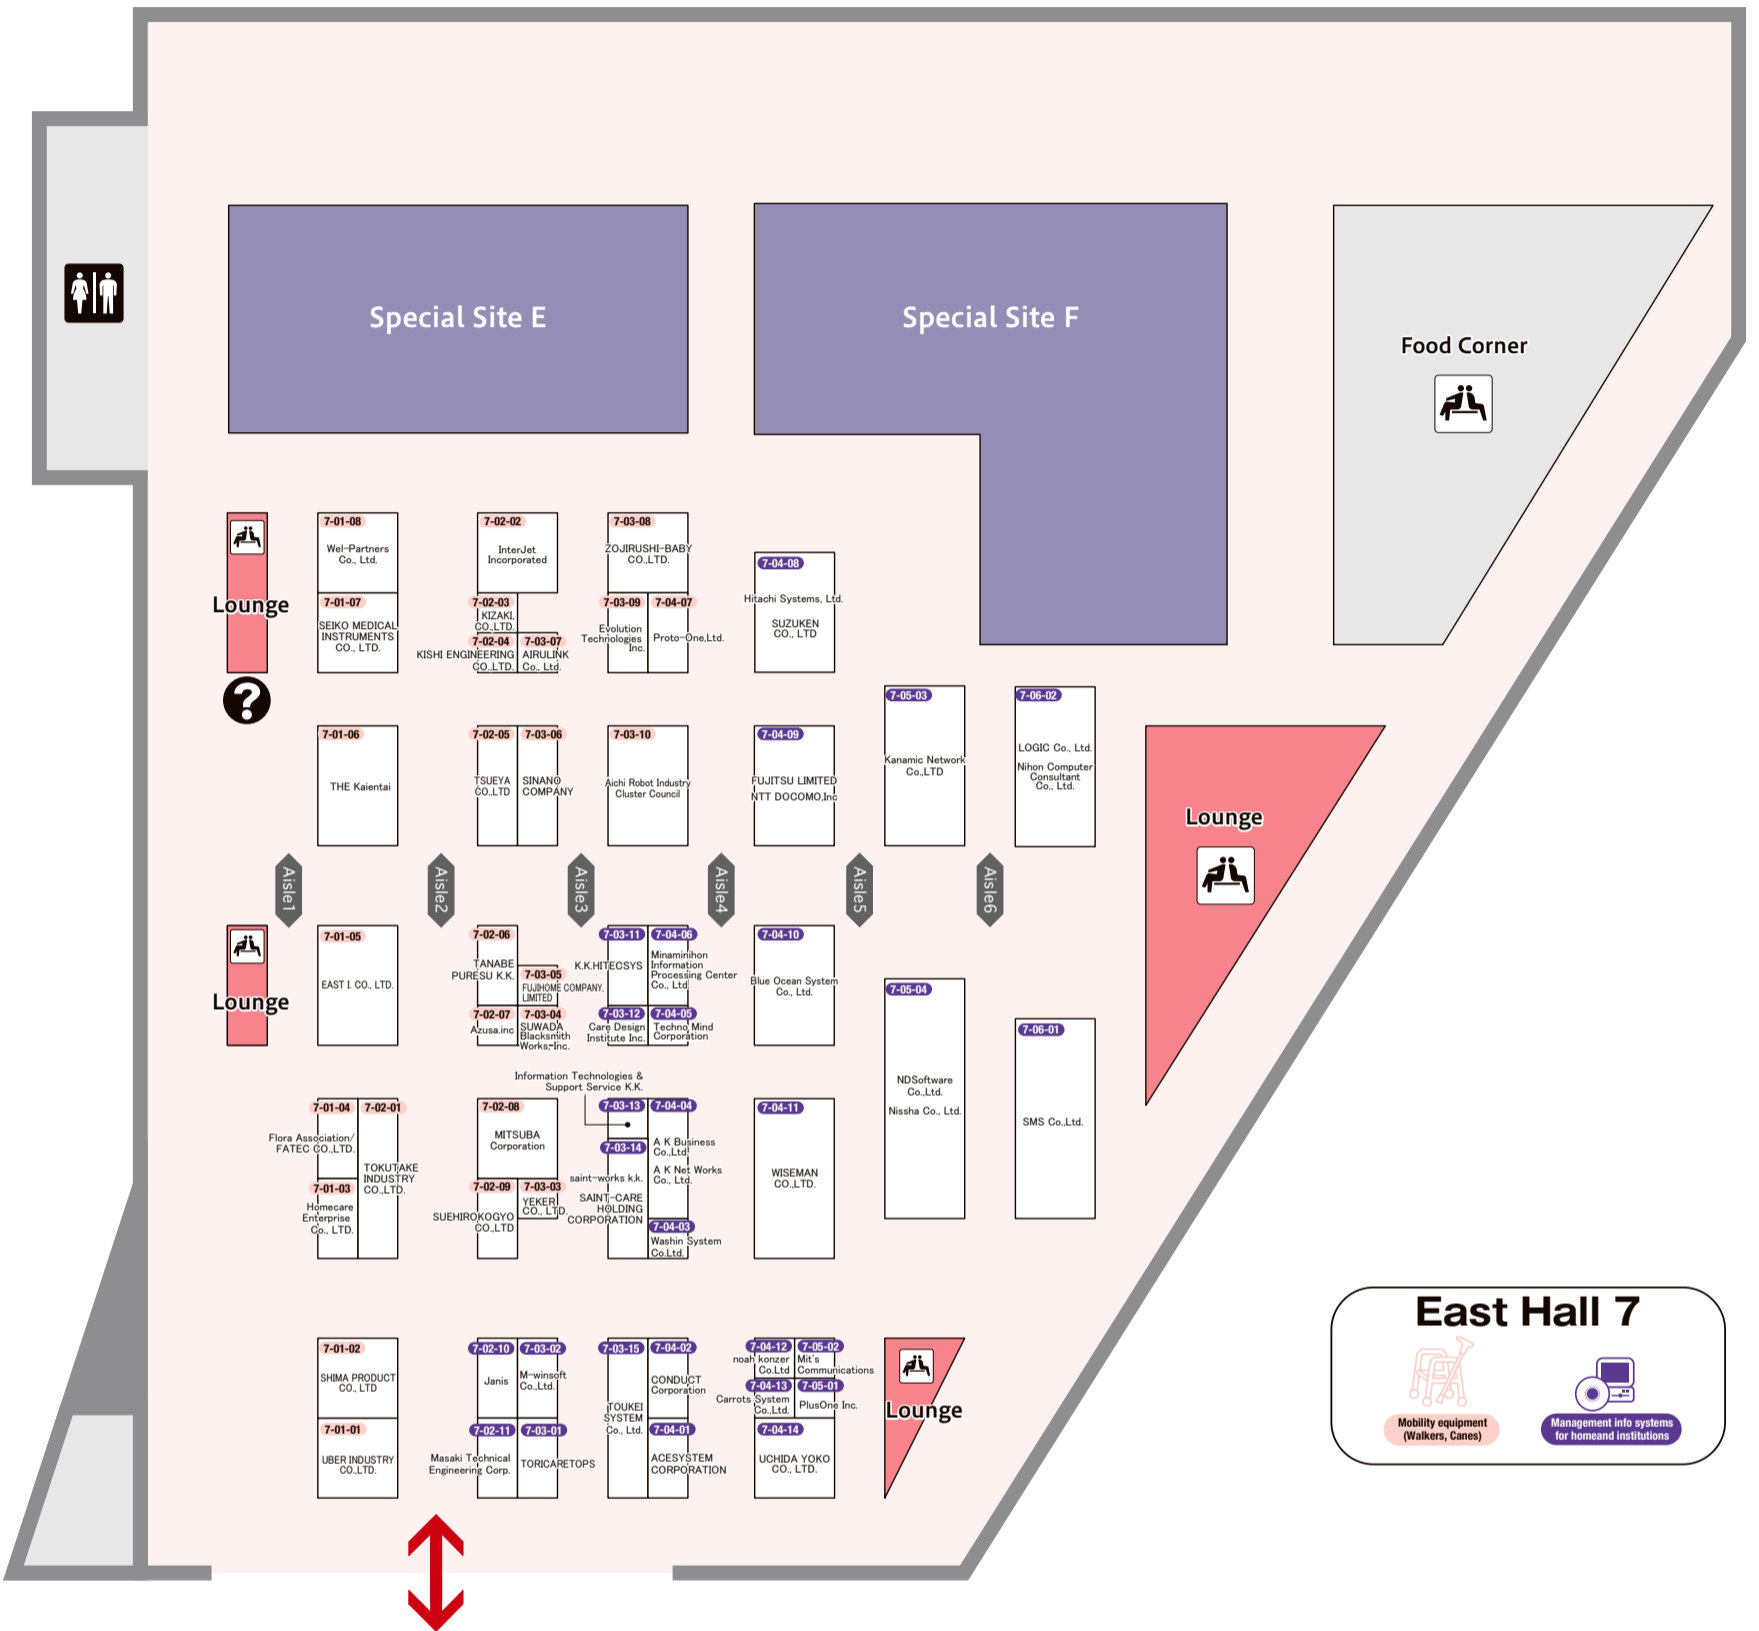 Special Site E
Special Site F
Food Corner
Lounge
7-01-08
Wel-Partners
Co., Ltd.
7-01-07
SEIKO MEDICAL
INSTRUMENTS
CO., LTD.
7-02-02
InterJet
Incorporated
7-02-03
KIZAKI,
CO.,LTD.
7-02-04
KISHI ENGINEERING
CO.,LTD.
7-03-07
AIRULINK
Co., Ltd.
7-03-08
ZOJIRUSHI-BABY
CO.,LTD.
7-03-09
Evolution
Technologies
Inc.
7-04-07
Proto-One,Ltd.
7-04-08
Hitachi Systems, Ltd.
SUZUKEN
CO., LTD
7-01-06
THE Kaientai
7-02-05
TSUEYA
CO.,LTD
7-03-06
SINANO
COMPANY
7-03-10
Aichi Robot Industry
Cluster Council
7-04-09
FUJITSU LIMITED
NTT DOCOMO,Inc
7-05-03
Kanamic Network
Co.,LTD
7-06-02
LOGIC Co., Ltd.
Nihon Computer
Consultant
Co., Ltd.
Lounge
Aisle1
Aisle2
Aisle3
Aisle4
Aisle5
Aisle6
Lounge
7-01-05
EAST I. CO., LTD.
7-02-06
TANABE
PURESU K.K.
7-03-05
FUJIHOME COMPANY,
LIMITED
7-02-07
Azusa.inc
7-03-04
SUWADA
Blacksmith
Works,Inc.
7-03-11
K.K.HITECSYS
7-04-06
Minaminihon
Information
Processing Center
Co., Ltd.
7-03-12
Care Design
Institute Inc.
7-04-05
Techno Mind
Corporation
7-04-10
Blue Ocean System
Co., Ltd.
7-05-04
NDSoftware
Co.,Ltd.
Nissha Co., Ltd.
7-06-01
SMS Co.,Ltd.
7-01-04
Flora Association/
FATEC CO.,LTD.
7-02-01
TOKUTAKE
INDUSTRY
CO.,LTD.
7-01-03
Homecare
Enterprise
Co., LTD.
7-02-08
MITSUBA
Corporation
7-02-09
SUEHIROKOGYO
CO.,LTD
7-03-03
YEKER
CO., LTD.
Information Technologies &
Support Service K.K.
7-03-13
7-03-14
saint-works k.k.
SAINT-CARE
HOLDING
CORPORATION
7-04-04
A K Business
Co.,Ltd
A K Net Works
Co., Ltd.
7-04-03
Washin System
Co.Ltd.
7-04-11
WISEMAN
CO.,LTD.
7-01-02
SHIMA PRODUCT
CO., LTD
7-01-01
UBER INDUSTRY
CO.,LTD.
7-02-10
Janis
7-03-02
M-winsoft
Co.,Ltd.
7-02-11
Masaki Technical
Engineering Corp.
7-03-01
TORICARETOPS
7-03-15
TOUKEI
SYSTEM
Co., Ltd.
7-04-02
CONDUCT
Corporation
7-04-01
ACESYSTEM
CORPORATION
7-04-12
noah konzer
Co.Ltd
7-05-02
Mit's
Communications
7-04-13
Carrots System
Co.,Ltd.
7-05-01
PlusOne Inc.
7-04-14
UCHIDA YOKO
CO., LTD.
Lounge
East Hall 7
Mobility equipment
(Walkers, Canes)
Management info systems
for homeand institutions